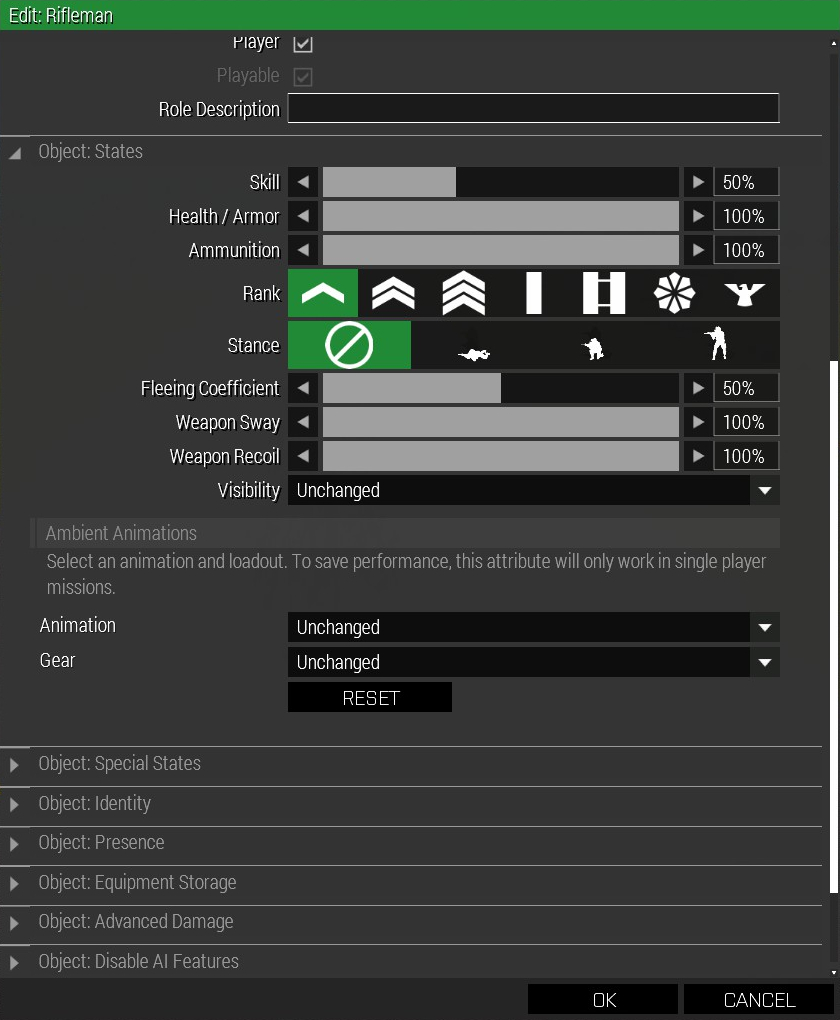 Edit: Rifleman
Player
Playable
Role Description
Object: States
Skill 50%
Health / Armor 100%
Ammunition 100%
Rank
Stance
Fleeing Coefficient 50%
Weapon Sway 100%
Weapon Recoil 100%
Visibility Unchanged
Ambient Animations
Select an animation and loadout. To save performance, this attribute will only work in single player
missions.
Animation Unchanged
Gear Unchanged
RESET
Object: Special States
Object: Identity
Object: Presence
Object: Equipment Storage
Object: Advanced Damage
Object: Disable AI Features
OK CANCEL